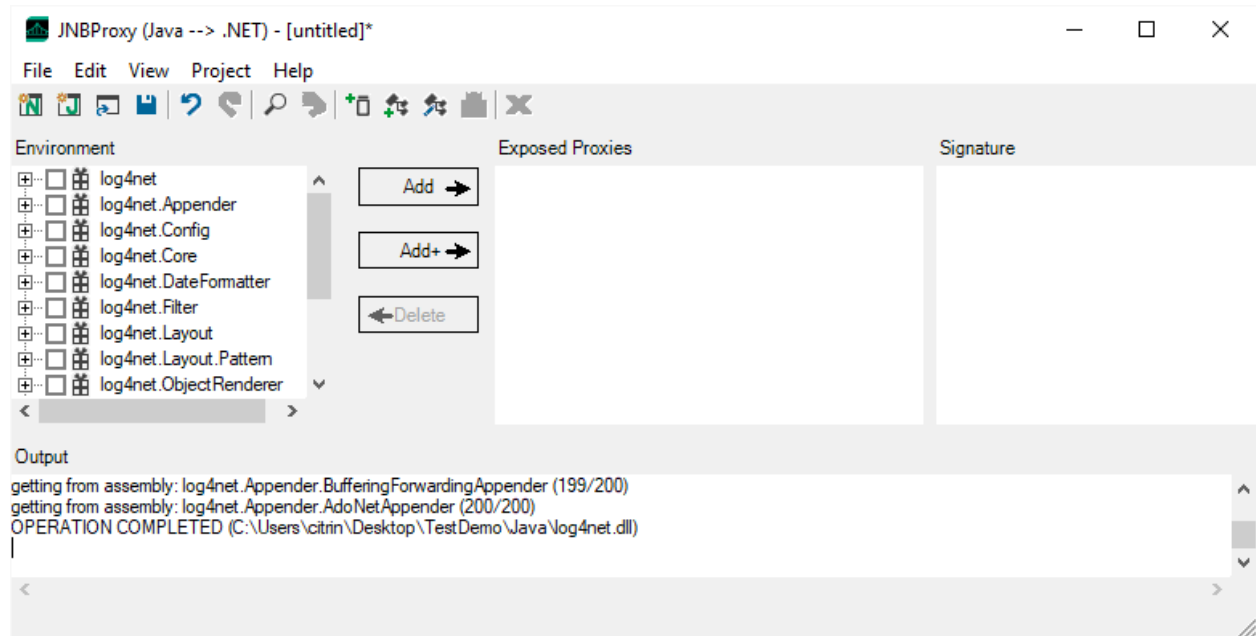 JNBProxy (Java --> .NET) - [untitled]*
File Edit View Project Help
Environment
Exposed Proxies
Signature
log4net
log4net.Appender
log4net.Config
log4net.Core
log4net.DateFormatter
log4net.Filter
log4net.Layout
log4net.Layout.Pattern
log4net.ObjectRenderer
Add
Add+
Delete
Output
getting from assembly: log4net.Appender.BufferingForwardingAppender (199/200)
getting from assembly: log4net.Appender.AdoNetAppender (200/200)
OPERATION COMPLETED (C:\Users\citrin\Desktop\TestDemo\Java\log4net.dll)